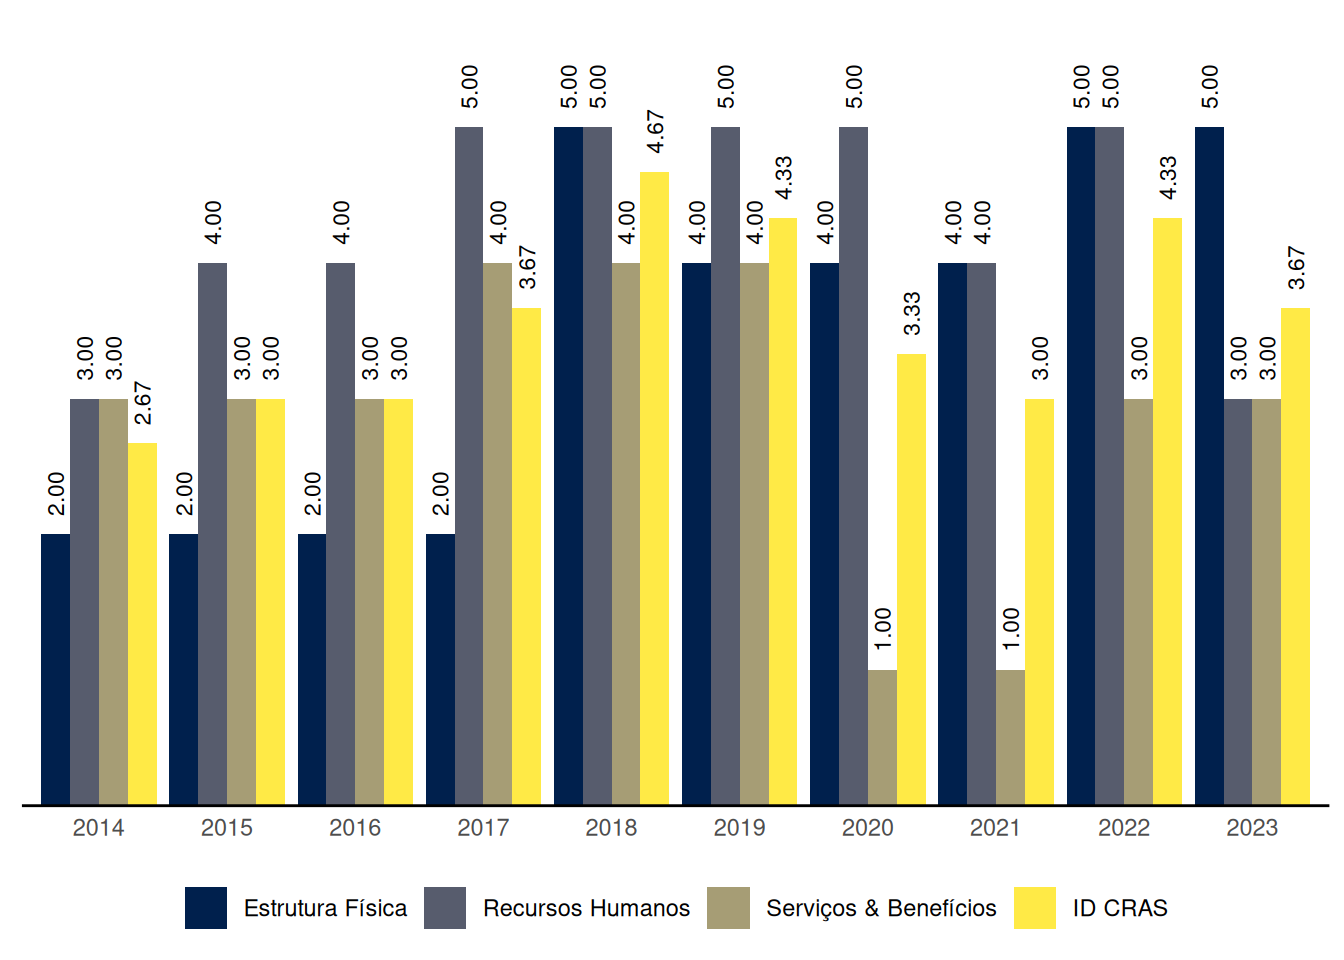 5.00 5.00 5.00 5.00 5.00 5.00 5.00 5.00
4.67
4.33 4.33
4.00 4.00 4.00 4.00 4.00 4.00 4.00 4.00 4.00
3.67 3.67
3.33
3.00 3.00 3.00 3.00 3.00 3.00 3.00 3.00 3.00 3.00
2.67
2.00 2.00 2.00 2.00
1.00 1.00
2014 2015 2016 2017 2018 2019 2020 2021 2022 2023
Estrutura Física Recursos Humanos Serviços & Benefícios ID CRAS